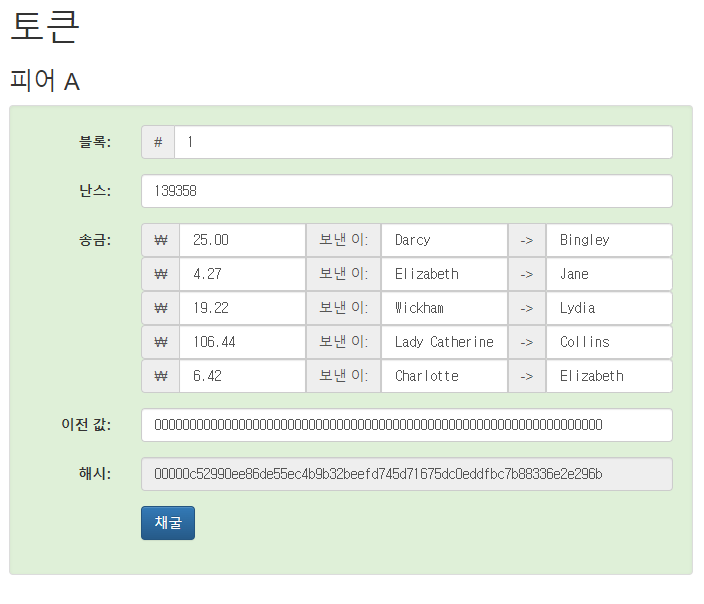 토큰
피어 A
블록: # 1
난스: 139358
송금: ₩ 25.00 보낸 이: Darcy -> Bingley
₩ 4.27 보낸 이: Elizabeth -> Jane
₩ 19.22 보낸 이: Wickham -> Lydia
₩ 106.44 보낸 이: Lady Catherine -> Collins
₩ 6.42 보낸 이: Charlotte -> Elizabeth
이전 값: 0000000000000000000000000000000000000000000000000000000000000000
해시: 00000c52990ee86de55ec4b9b32beefd745d71675dc0eddfbc7b88336e2e296b
채굴